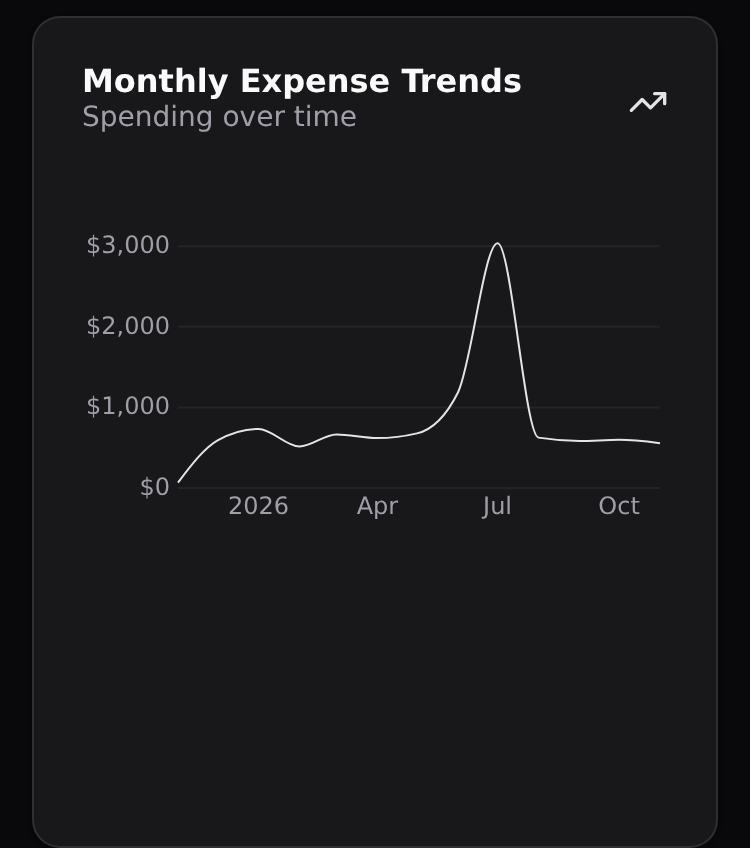 Monthly Expense Trends
Spending over time
$3,000
$2,000
$1,000
$0
2026 Apr Jul Oct